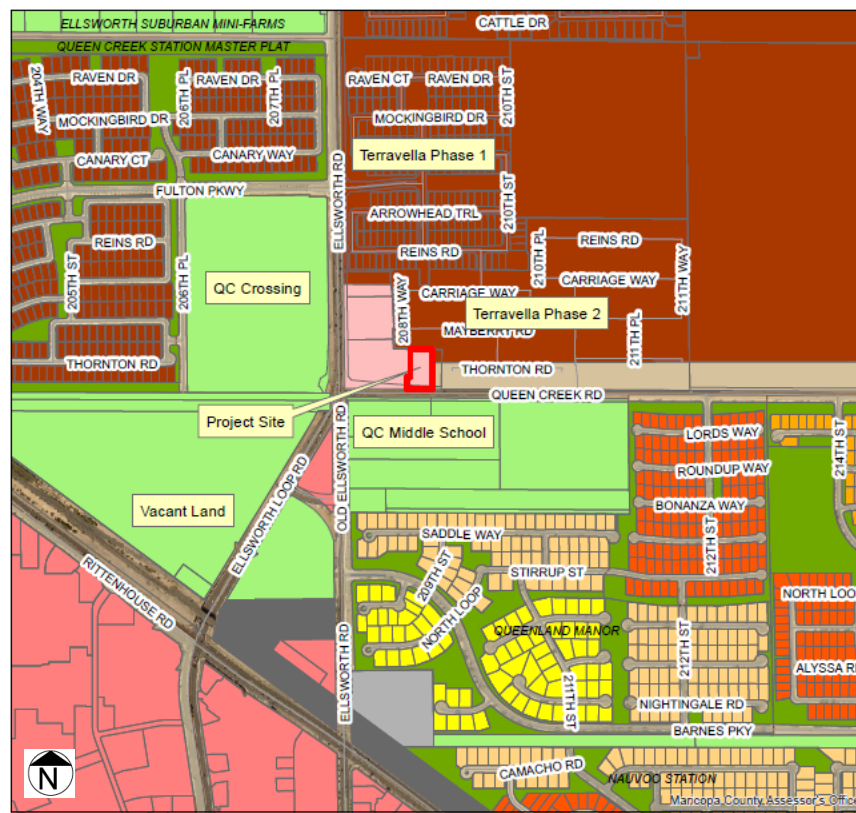 ELLSWORTH SUBURBAN MINI-FARMS
CATTLE DR
QUEEN CREEK STATION MASTER PLAT
204TH WAY
RAVEN DR
206TH PL
RAVEN DR
207TH PL
RAVEN CT
RAVEN DR
210TH ST
MOCKINGBIRD DR
MOCKINGBIRD DR
CANARY CT
CANARY WAY
ELLSWORTH RD
Terravella Phase 1
FULTON PKWY
210TH ST
ARROWHEAD TRL
REINS RD
205TH ST
206TH PL
REINS RD
210TH PL
REINS RD
211TH WAY
QC Crossing
208TH WAY
CARRIAGE WAY
CARRIAGE WAY
Terravella Phase 2
MAYBERRY RD
211TH PL
THORNTON RD
THORNTON RD
QUEEN CREEK RD
Project Site
OLD ELLSWORTH RD
QC Middle School
LORDS WAY
214TH ST
ROUNDUP WAY
ELLSWORTH LOOP RD
Vacant Land
BONANZA WAY
212TH ST
SADDLE WAY
RITTENHOUSE RD
209TH ST
STIRRUP ST
NORTH LOOP
NORTH LOO
ELLSWORTH RD
QUEENLAND MANOR
212TH ST
ALYSSA R
211TH ST
NIGHTINGALE RD
BARNES PKY
CAMACHO RD
NAUVOO STATION
N
Maricopa County Assessor's Office